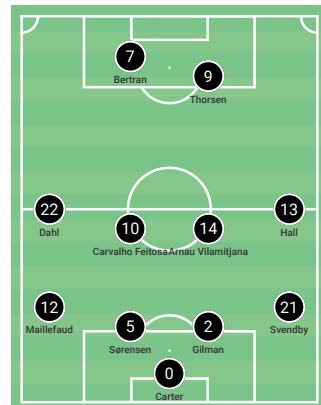 7
Bertran
9
Thorsen
22
Dahl
10
Carvalho Feitosa
14
Arnau Vilamitjana
13
Hall
12
Maillefaud
5
Sørensen
2
Gilman
21
Svendby
0
Carter